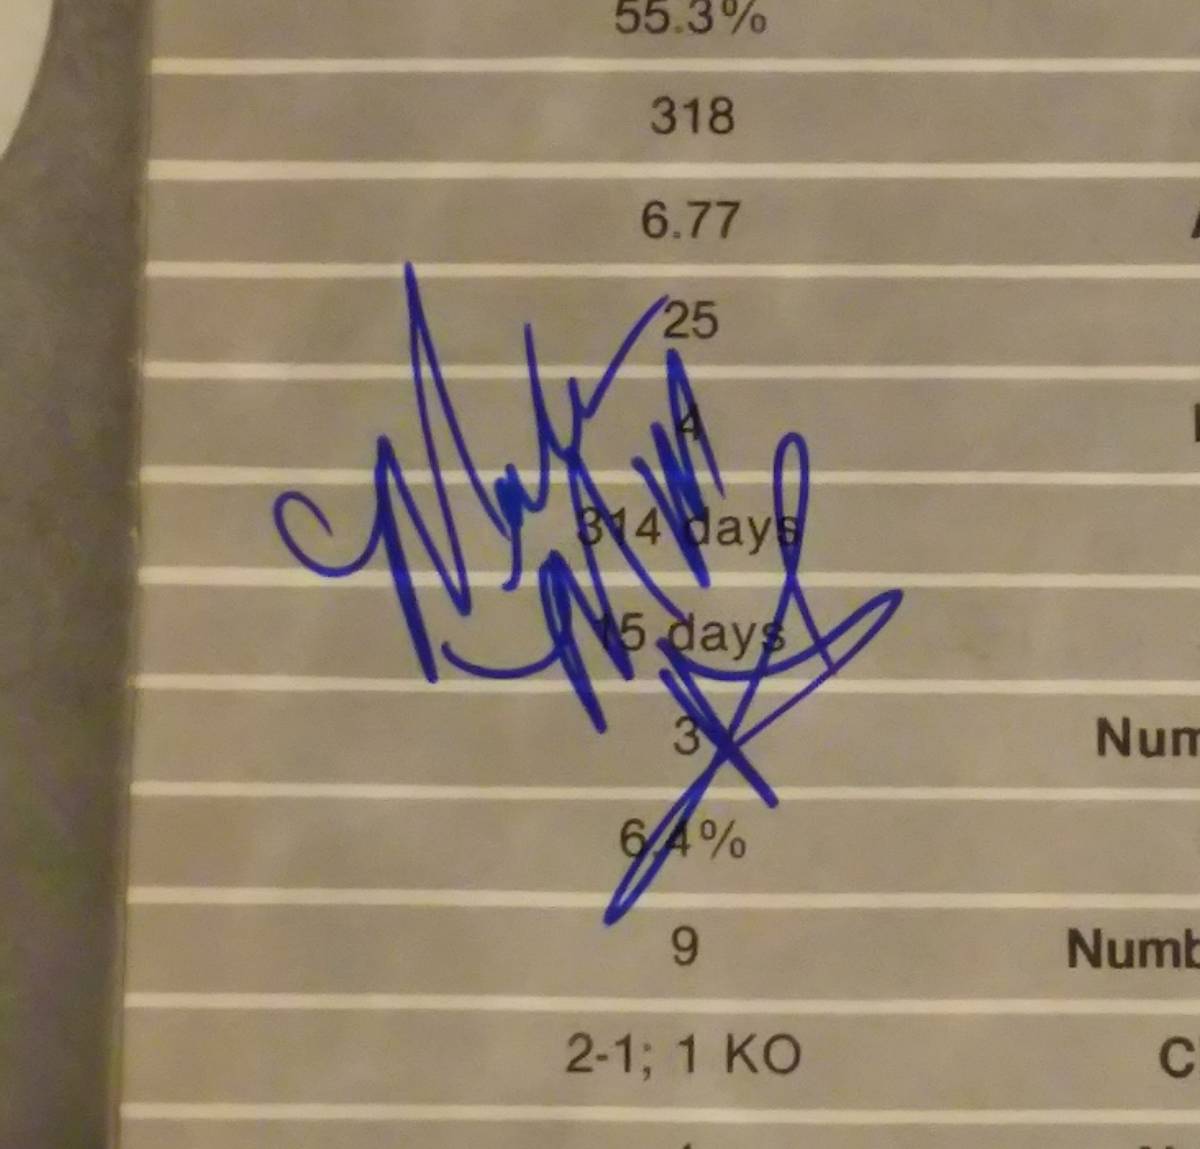 55.3%
318
6.77
25
4
314 days
15 days
3 Num
6.4%
9 Numb
2-1; 1 KO C